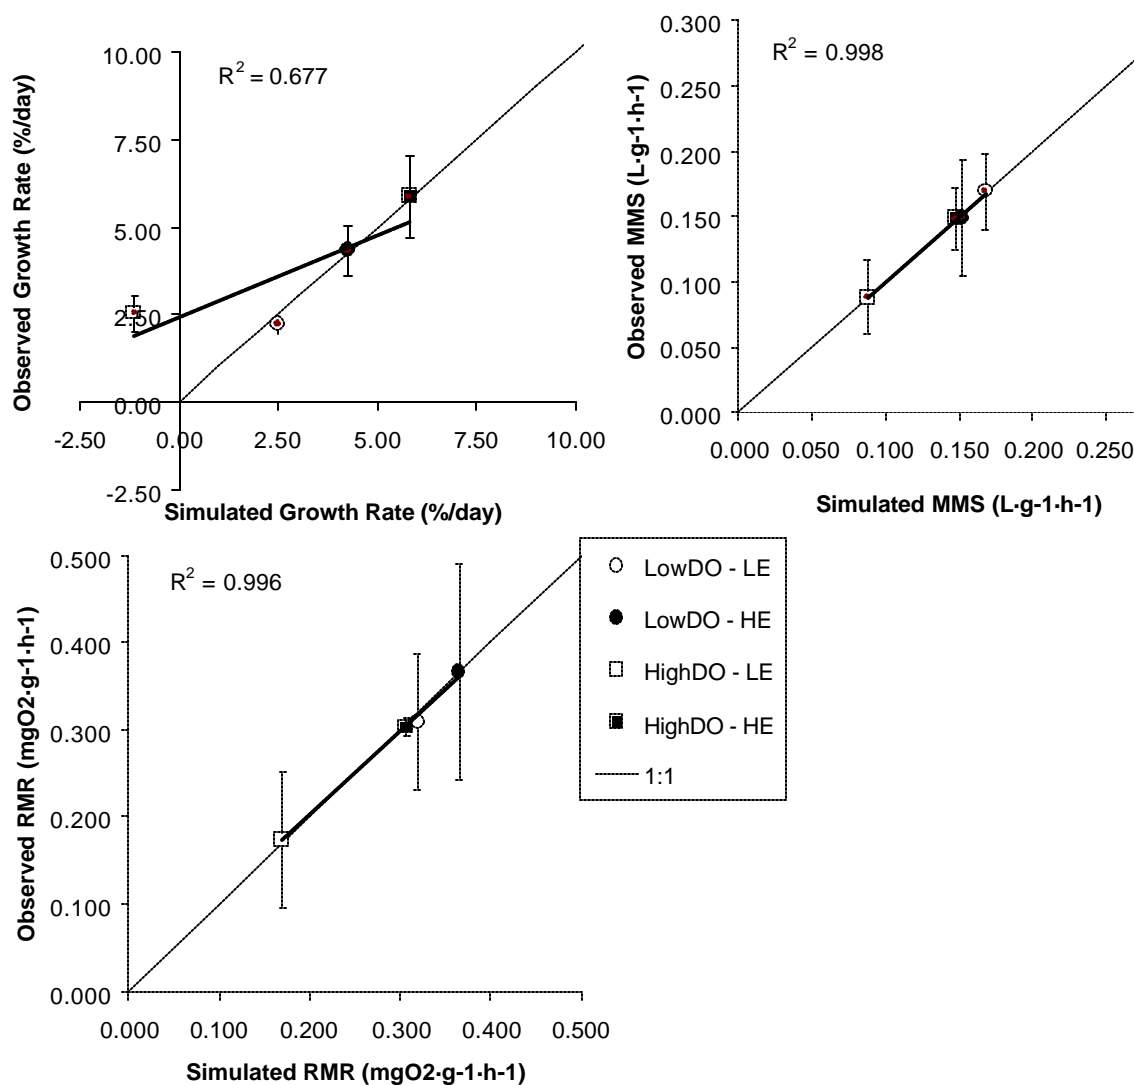 10.00
R2 = 0.677
7.50
5.00
2.50
0.00
-2.50
-2.50 0.00 2.50 5.00 7.50 10.00
Observed Growth Rate (%/day)
Simulated Growth Rate (%/day)
0.300
R2 = 0.998
0.250
0.200
0.150
0.100
0.050
0.000
0.000 0.050 0.100 0.150 0.200 0.250
Observed MMS (L·g-1·h-1)
Simulated MMS (L·g-1·h-1)
0.500
R2 = 0.996
0.400
0.300
0.200
0.100
0.000
0.000 0.100 0.200 0.300 0.400 0.500
Observed RMR (mgO2·g-1·h-1)
Simulated RMR (mgO2·g-1·h-1)
LowDO - LE
LowDO - HE
HighDO - LE
HighDO - HE
1:1